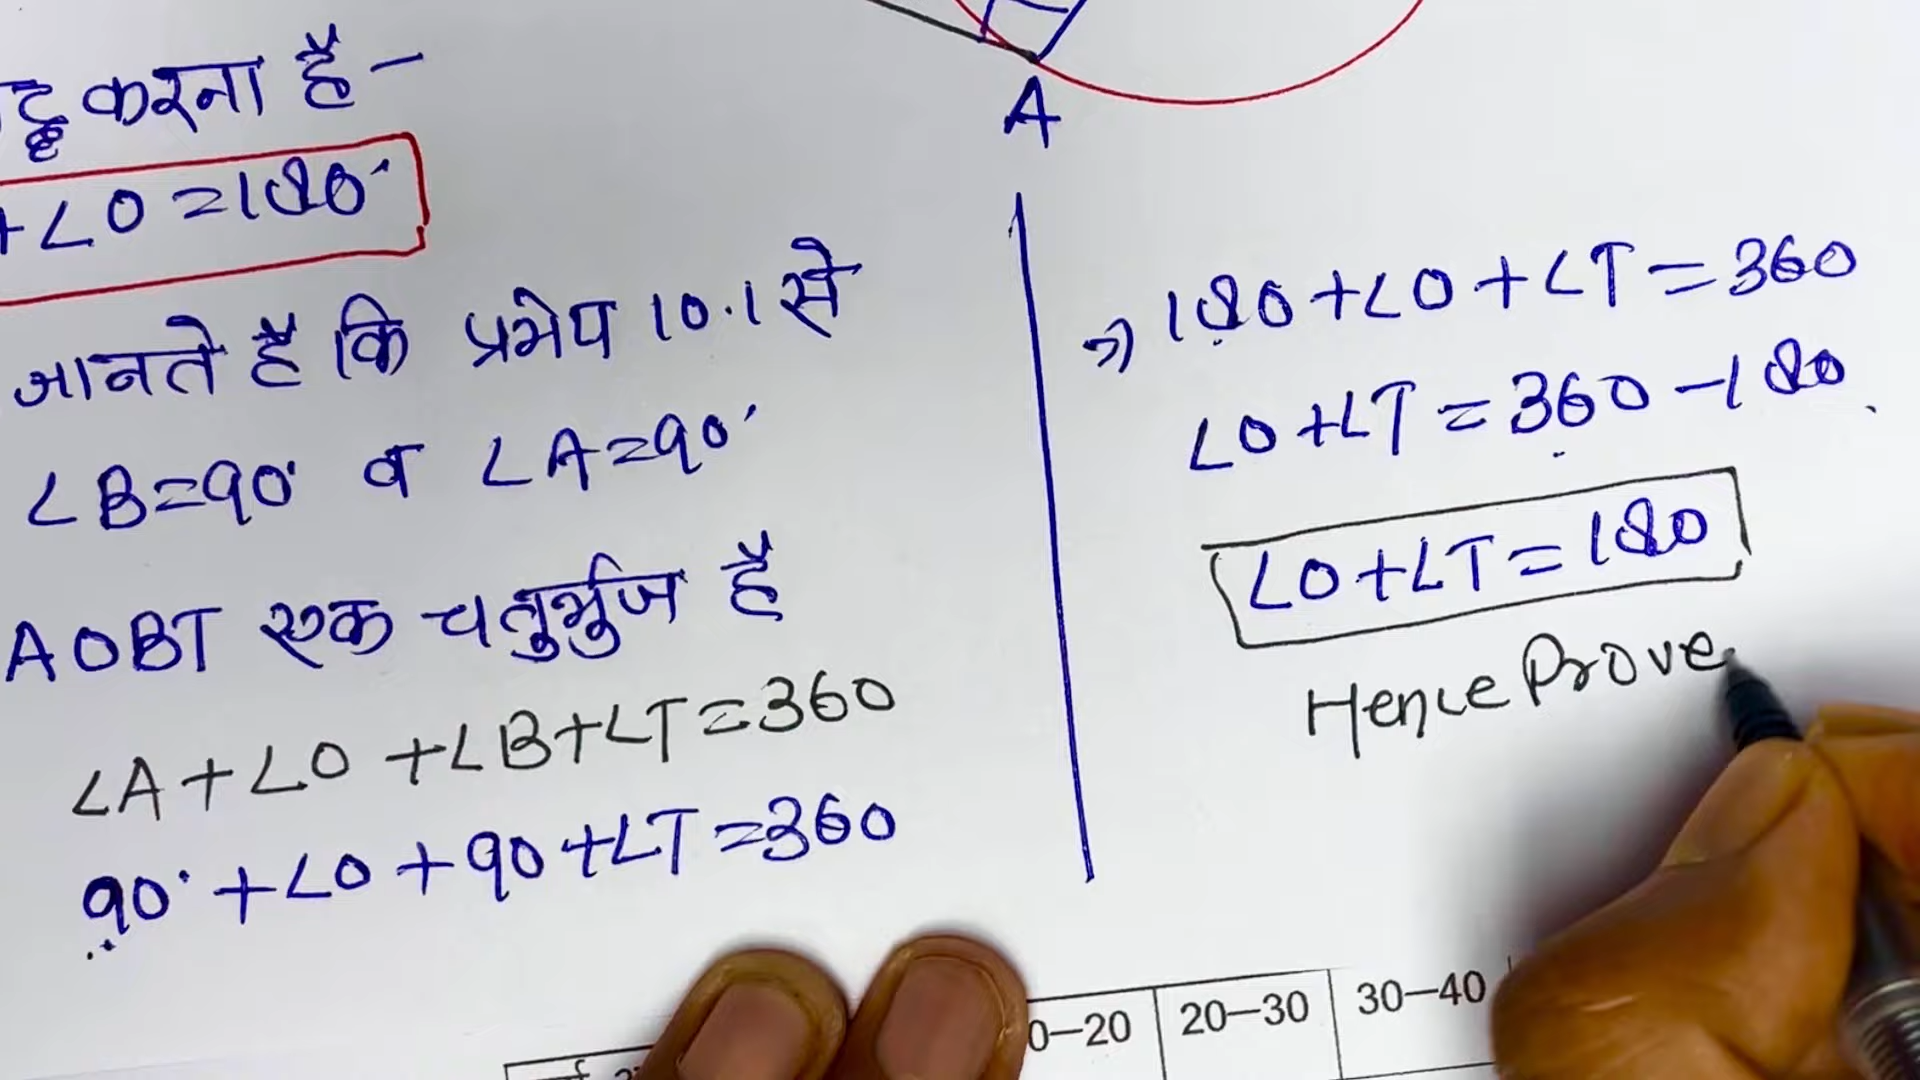 करना है-
A
+∠O=180°
जानते है कि प्रमेय 10.1 से
∠B=90° व ∠A=90°
AOBT एक चतुर्भुज है
∠A+∠O+∠B+∠T=360
90°+∠O+90+∠T=360
⇒ 180+∠O+∠T=360
∠O+∠T=360-180
∠O+∠T=180
Hence Prove
0–20 20–30 30–40